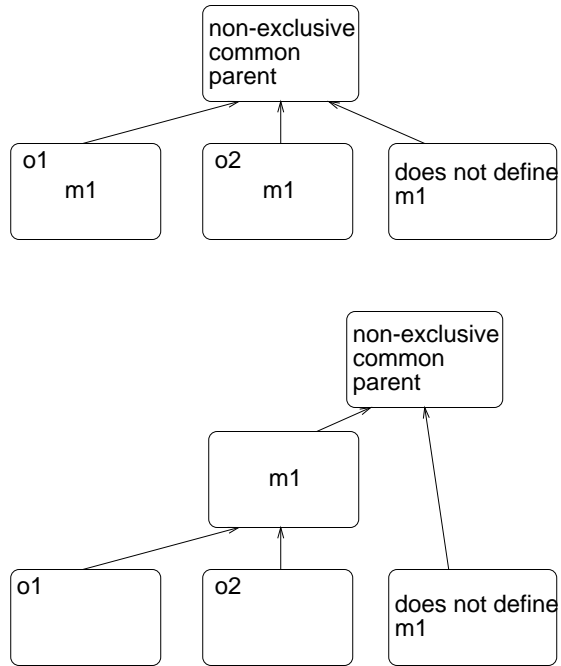 non-exclusive
common
parent
o1
m1
o2
m1
does not define
m1
non-exclusive
common
parent
m1
o1
o2
does not define
m1